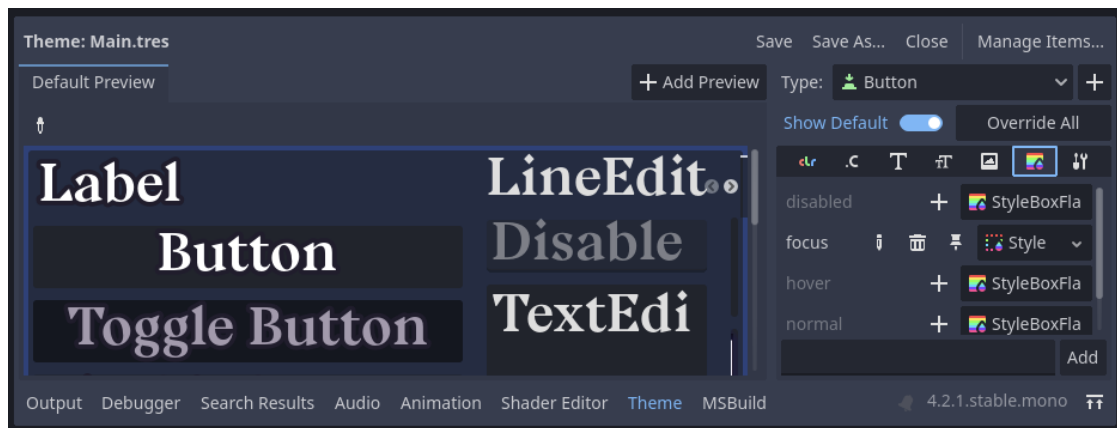 Theme: Main.tres
Save Save As... Close Manage Items...
Default Preview
Add Preview
Type: Button
Show Default
Override All
clr .C T TT
Label
Button
Toggle Button
LineEdit
Disable
TextEdi
disabled StyleBoxFla
focus Style
hover StyleBoxFla
normal StyleBoxFla
Add
Output Debugger Search Results Audio Animation Shader Editor Theme MSBuild
4.2.1.stable.mono